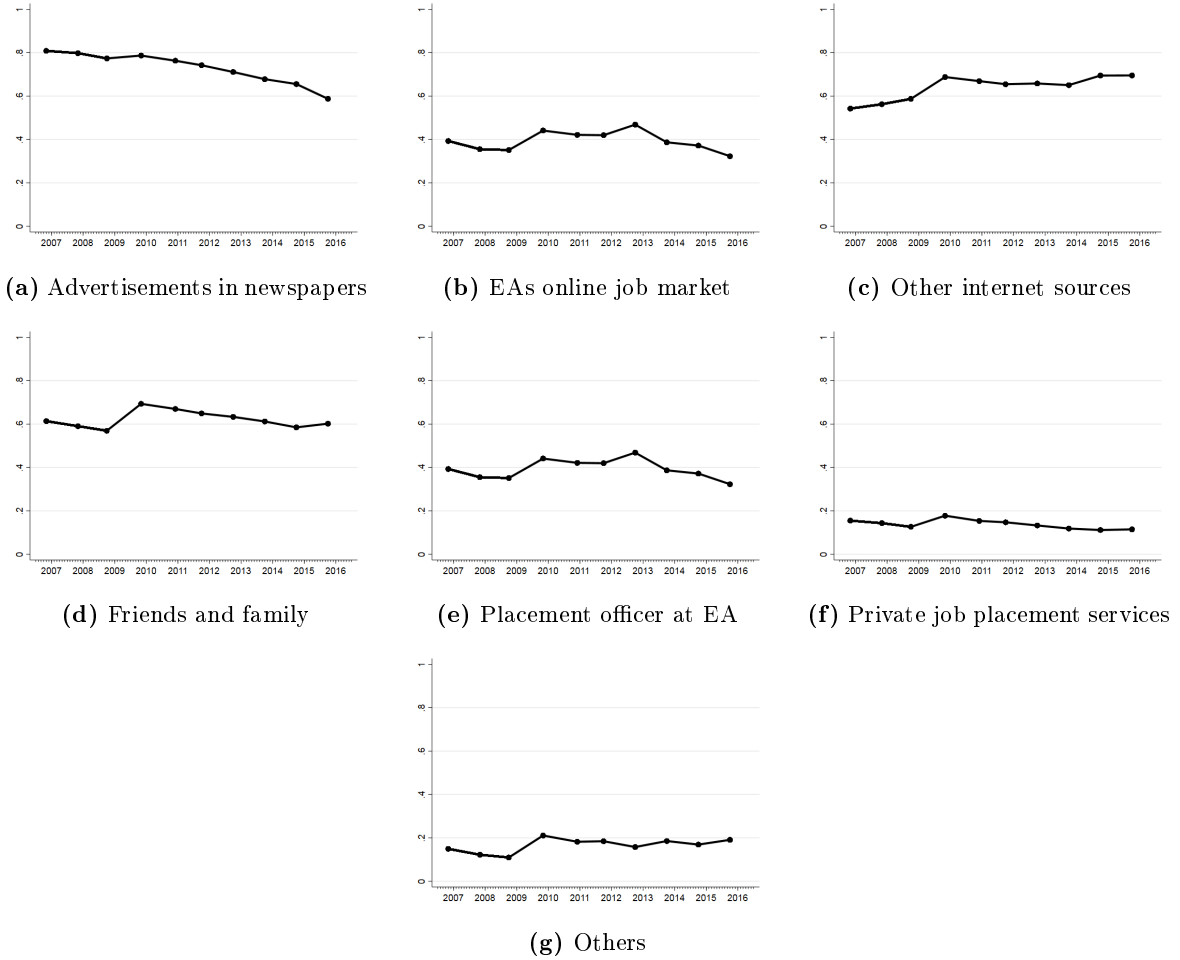 1 .8 .6 .4 .2 0
2007 2008 2009 2010 2011 2012 2013 2014 2015 2016
(a) Advertisements in newspapers
1 .8 .6 .4 .2 0
2007 2008 2009 2010 2011 2012 2013 2014 2015 2016
(b) EAs online job market
1 .8 .6 .4 .2 0
2007 2008 2009 2010 2011 2012 2013 2014 2015 2016
(c) Other internet sources
1 .8 .6 .4 .2 0
2007 2008 2009 2010 2011 2012 2013 2014 2015 2016
(d) Friends and family
1 .8 .6 .4 .2 0
2007 2008 2009 2010 2011 2012 2013 2014 2015 2016
(e) Placement officer at EA
1 .8 .6 .4 .2 0
2007 2008 2009 2010 2011 2012 2013 2014 2015 2016
(f) Private job placement services
1 .8 .6 .4 .2 0
2007 2008 2009 2010 2011 2012 2013 2014 2015 2016
(g) Others